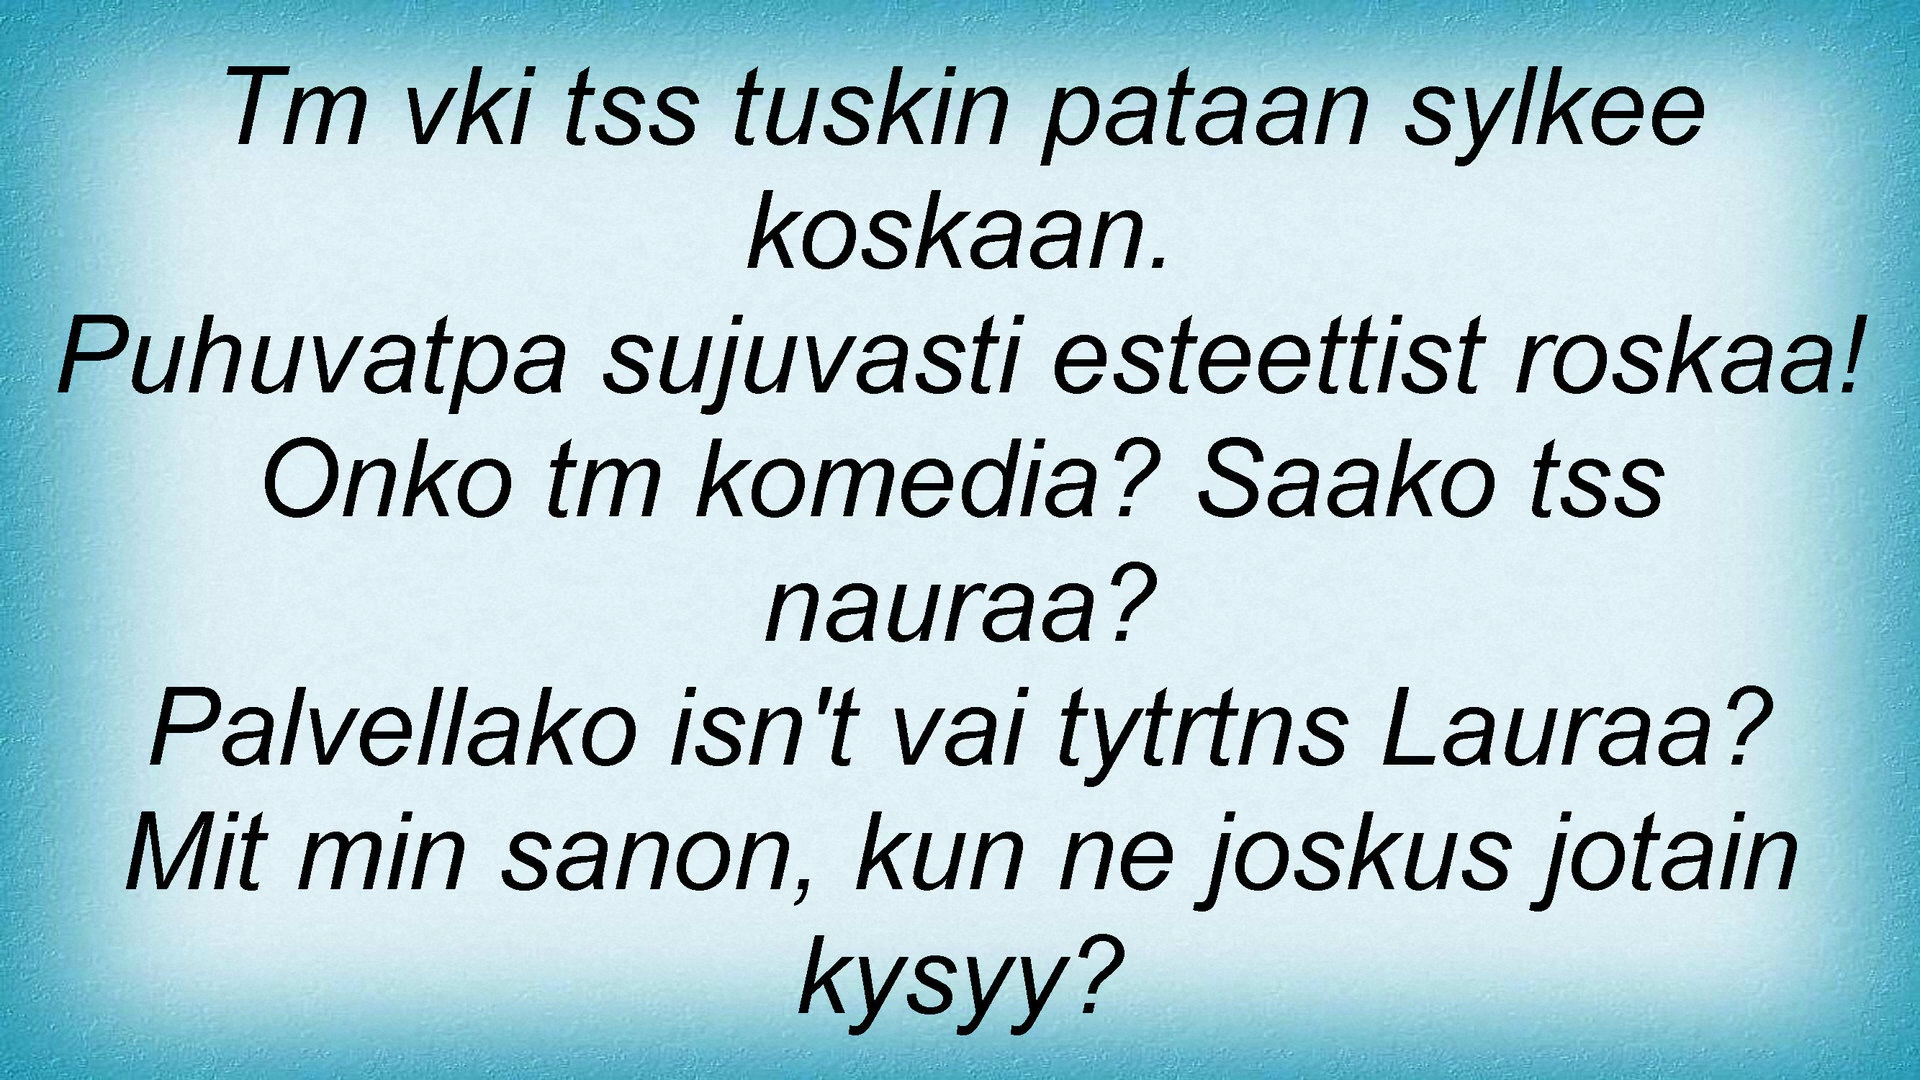 Tm vki tss tuskin pataan sylkee
koskaan.
Puhuvatpa sujuvasti esteettist roskaa!
Onko tm komedia? Saako tss
nauraa?
Palvellako isn't vai tytrtns Lauraa?
Mit min sanon, kun ne joskus jotain
kysyy?